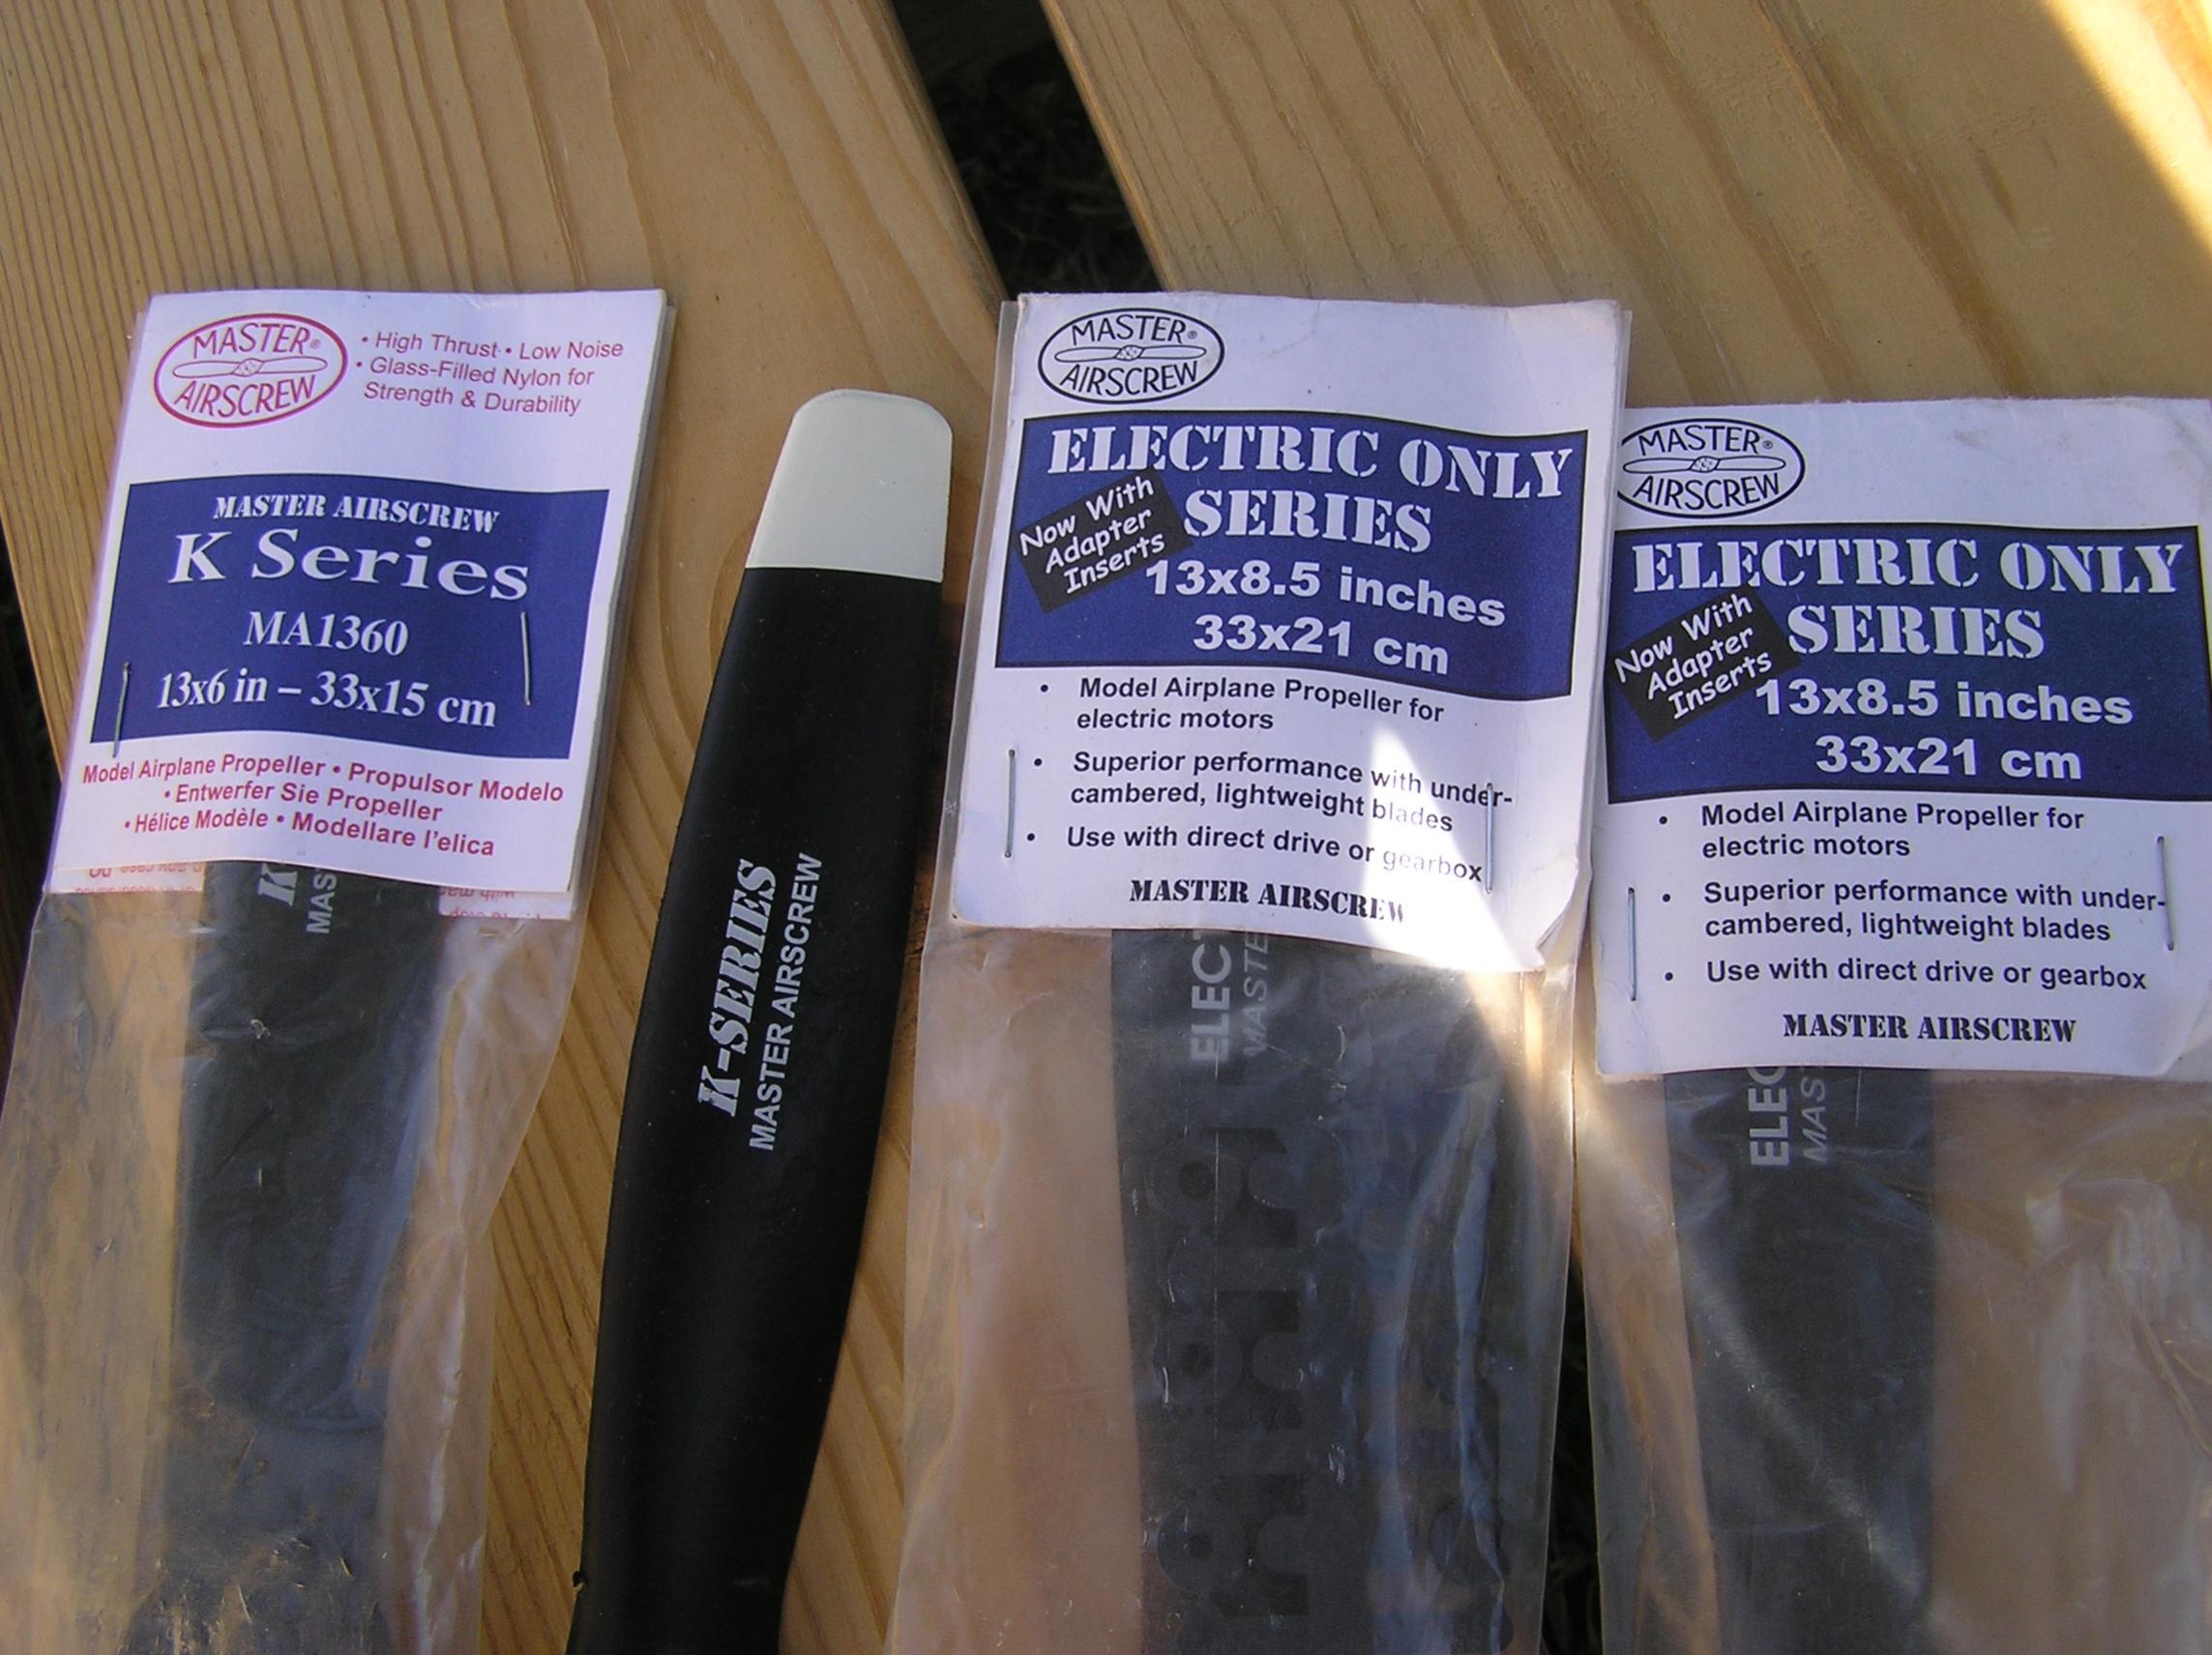 MASTER®
AIRSCREW
• High Thrust • Low Noise
• Glass-Filled Nylon for
Strength & Durability
MASTER AIRSCREW
K Series
MA1360
13x6 in – 33x15 cm
Model Airplane Propeller • Propulsor Modelo
• Entwerfer Sie Propeller
• Hélice Modèle • Modellare l'elica
K
MAS
K-SERIES
MASTER AIRSCREW
MASTER®
AIRSCREW
ELECTRIC ONLY
SERIES
Now With
Adapter
Inserts
13x8.5 inches
33x21 cm
• Model Airplane Propeller for
electric motors
• Superior performance with under-
cambered, lightweight blades
• Use with direct drive or gearbox
MASTER AIRSCREW
ELECT
MASTE
MASTER®
AIRSCREW
ELECTRIC ONLY
SERIES
Now With
Adapter
Inserts
13x8.5 inches
33x21 cm
• Model Airplane Propeller for
electric motors
• Superior performance with under-
cambered, lightweight blades
• Use with direct drive or gearbox
MASTER AIRSCREW
ELEC
MAS